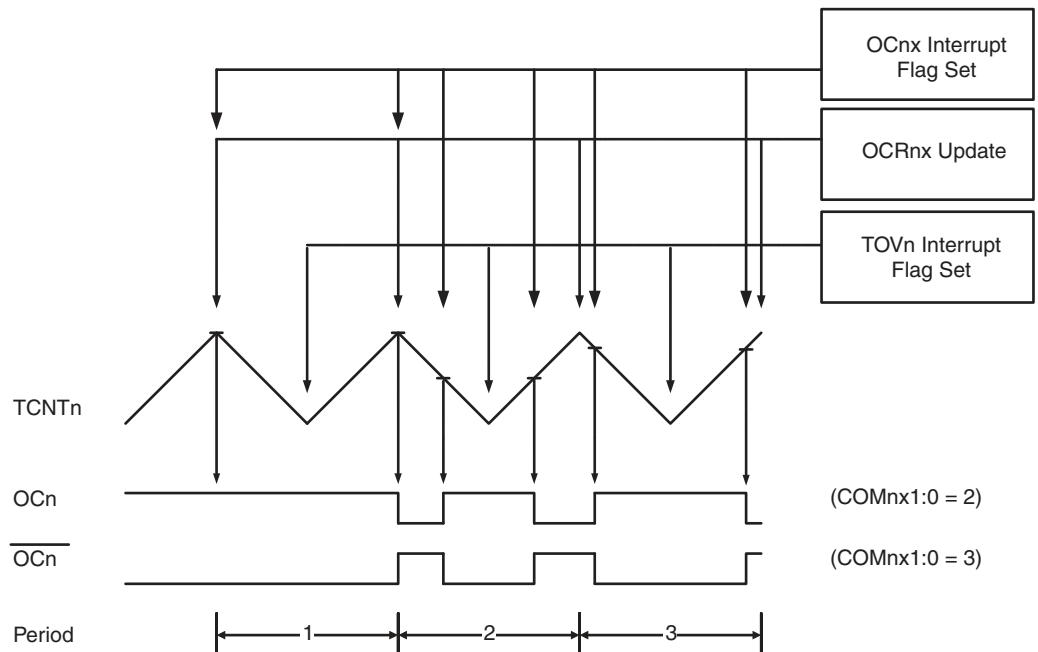 OCnx Interrupt
Flag Set
OCRnx Update
TOVn Interrupt
Flag Set
TCNTn
OCn (COMnx1:0 = 2)
OCn (COMnx1:0 = 3)
Period 1 2 3